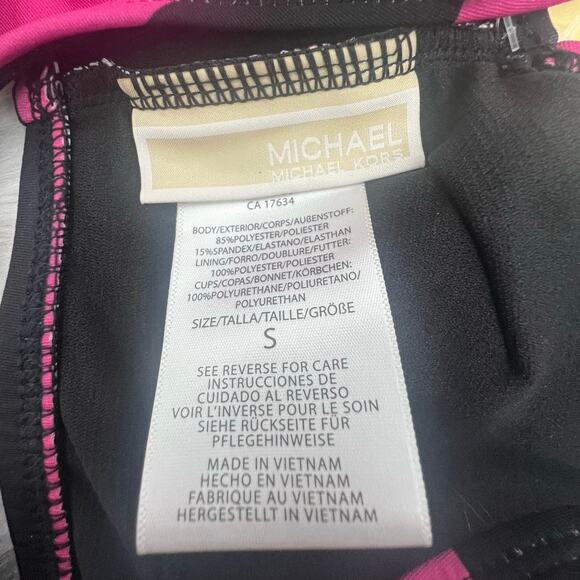 MICHAEL
MICHAEL KORS
CA 17634
BODY/EXTERIOR/CORPS/AUßENSTOFF:
85%POLYESTER/POLIESTER
15%SPANDEX/ELASTANO/ELASTHAN
LINING/FORRO/DOUBLURE/FUTTER:
100%POLYESTER/POLIESTER
CUPS/COPAS/BONNET/KÖRBCHEN:
100%POLYURETHANE/POLIURETANO/
POLYURETHAN
SIZE/TALLA/TAILLE/GRÖßE
S
SEE REVERSE FOR CARE
INSTRUCCIONES DE
CUIDADO AL REVERSO
VOIR L'INVERSE POUR LE SOIN
SIEHE RÜCKSEITE FÜR
PFLEGEHINWEISE
MADE IN VIETNAM
HECHO EN VIETNAM
FABRIQUE AU VIETNAM
HERGESTELLT IN VIETNAM